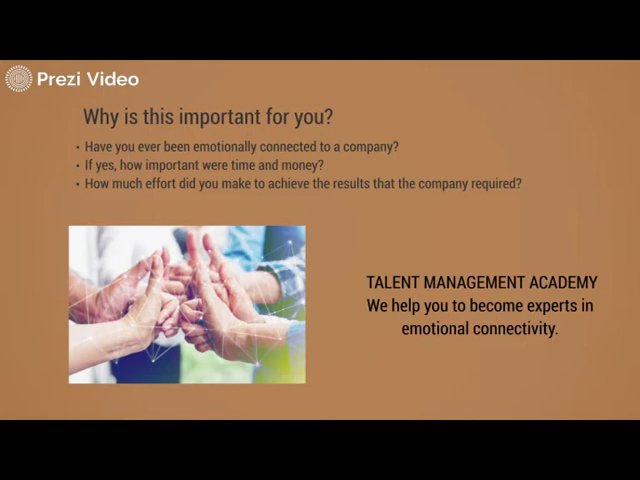 Prezi Video
Why is this important for you?
• Have you ever been emotionally connected to a company?
• If yes, how important were time and money?
• How much effort did you make to achieve the results that the company required?
TALENT MANAGEMENT ACADEMY
We help you to become experts in
emotional connectivity.